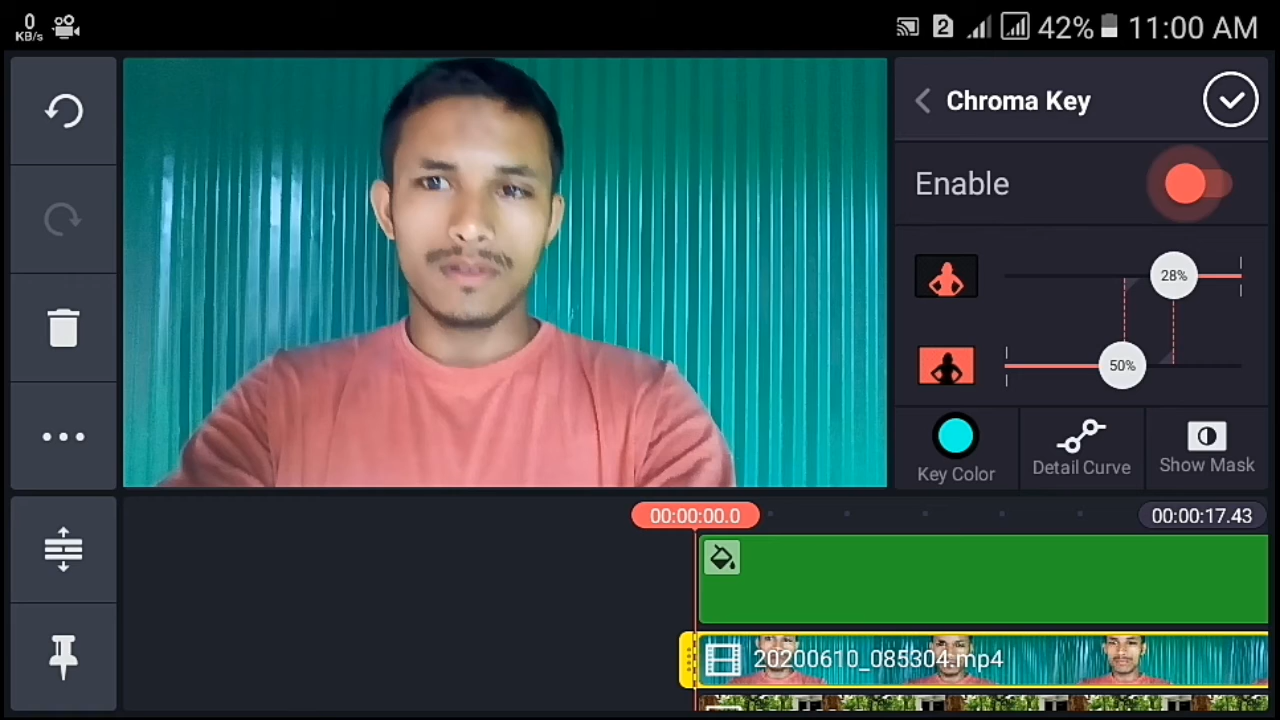 0
KB/s
2
42%
11:00 AM
Chroma Key
Enable
28%
50%
Key Color
Detail Curve
Show Mask
00:00:00.0
00:00:17.43
20200610_085304.mp4